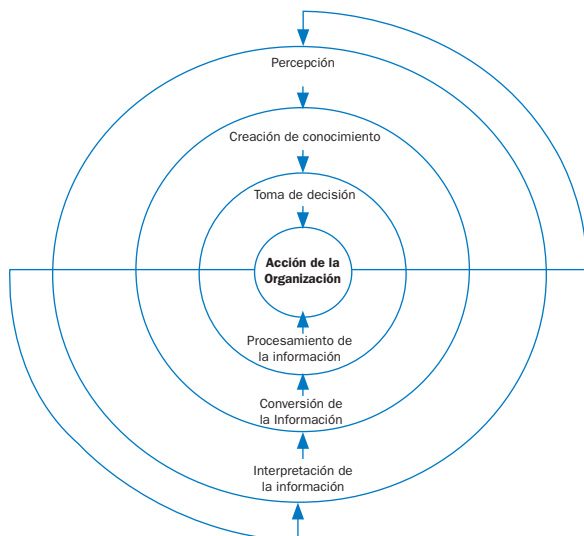 Percepción
Creación de conocimiento
Toma de decisión
Acción de la
Organización
Procesamiento de
la información
Conversión de
la Información
Interpretación de
la información